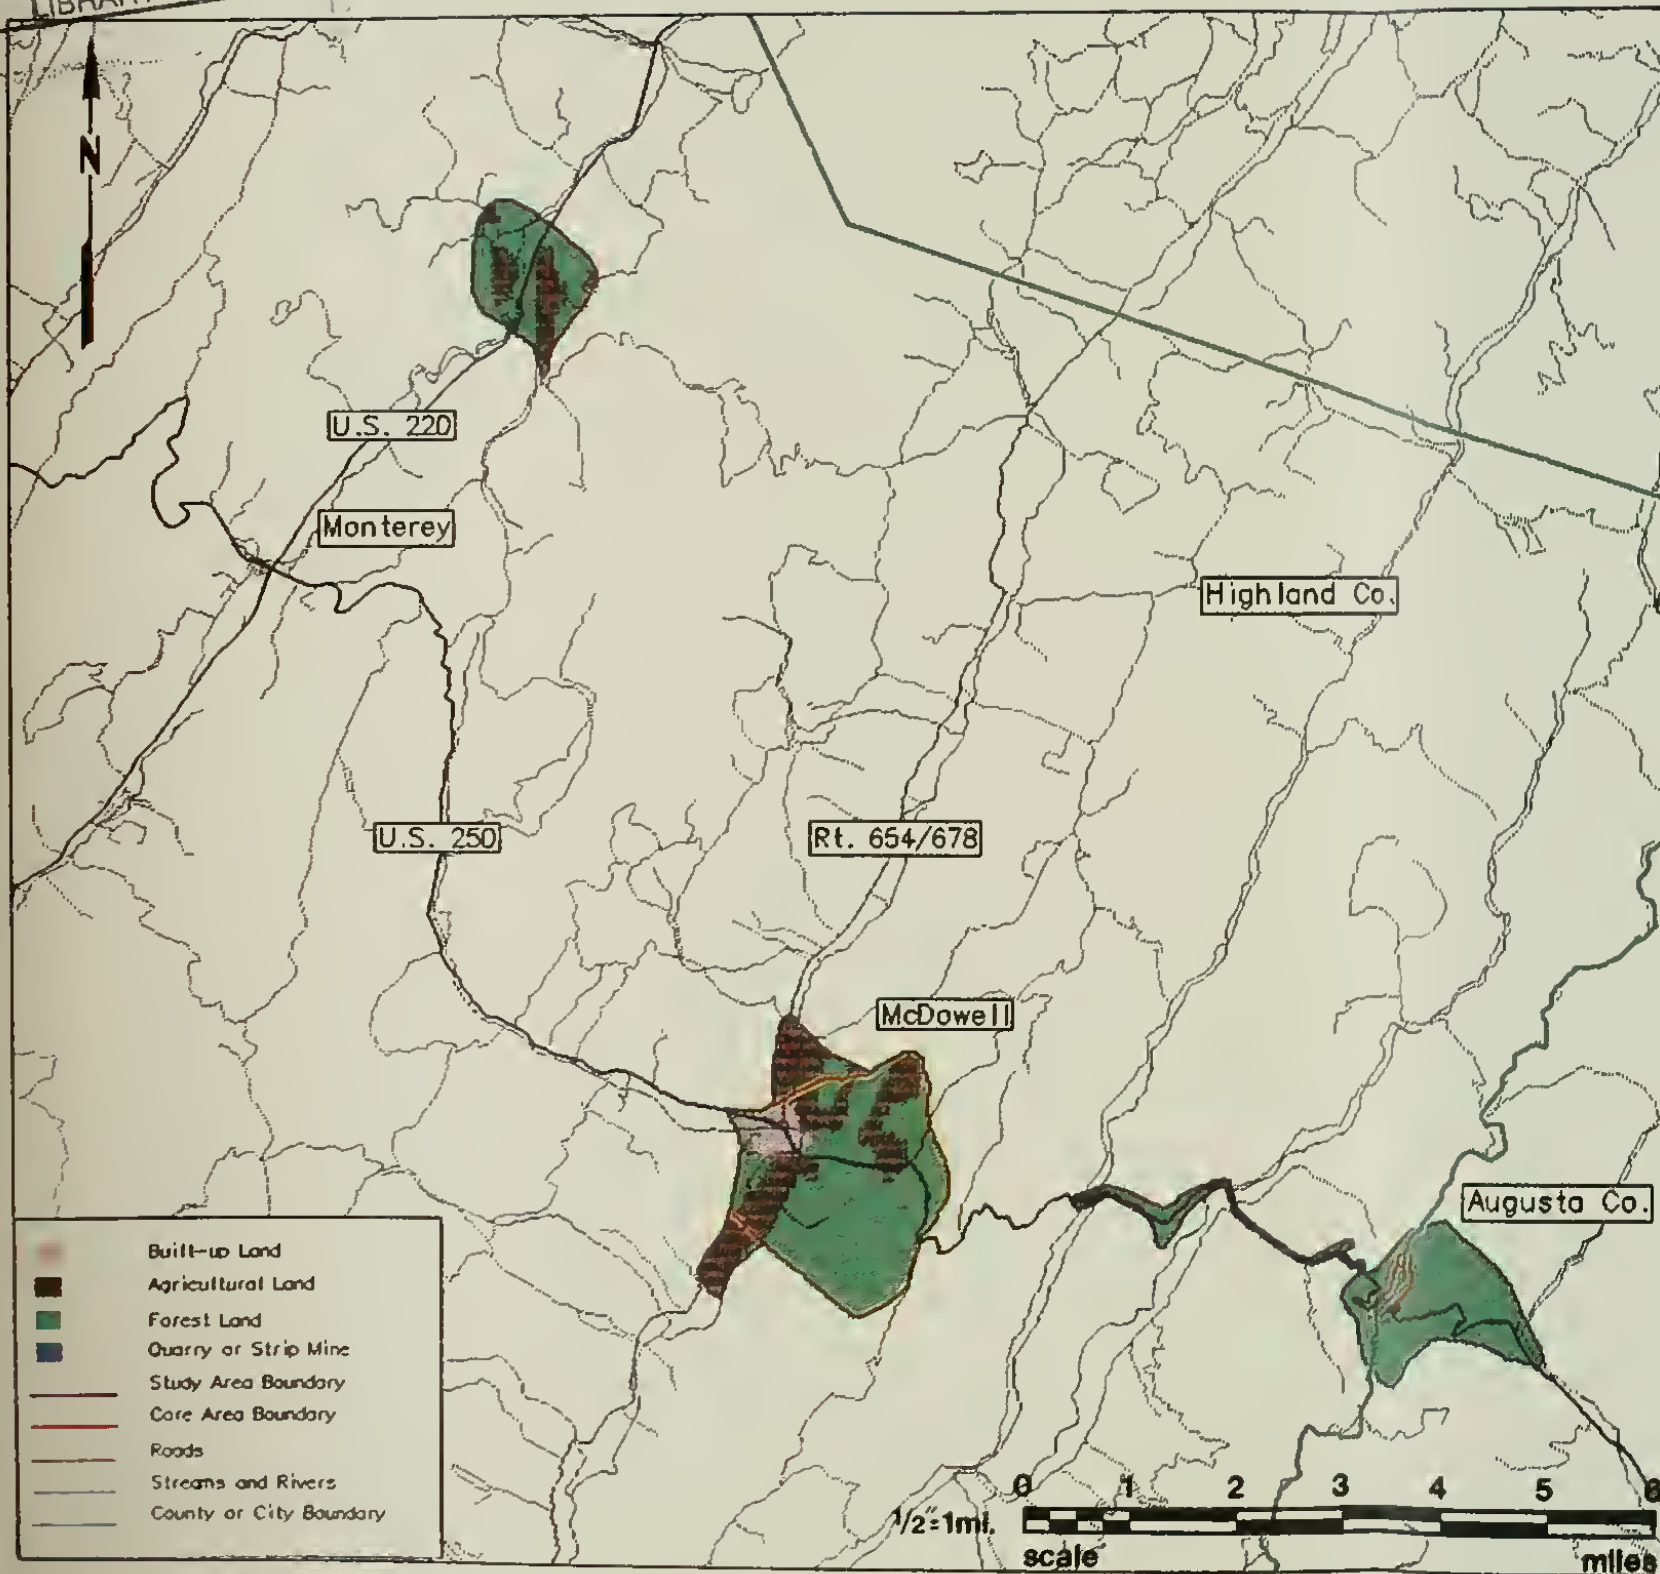 LIBRARY
N
U.S. 220
Monterey
Highland Co.
U.S. 250
Rt. 654/678
McDowell
Augusta Co.
Built-up Land
Agricultural Land
Forest Land
Quarry or Strip Mine
Study Area Boundary
Core Area Boundary
Roads
Streams and Rivers
County or City Boundary
0 1 2 3 4 5 6
1/2"=1mi.
scale miles